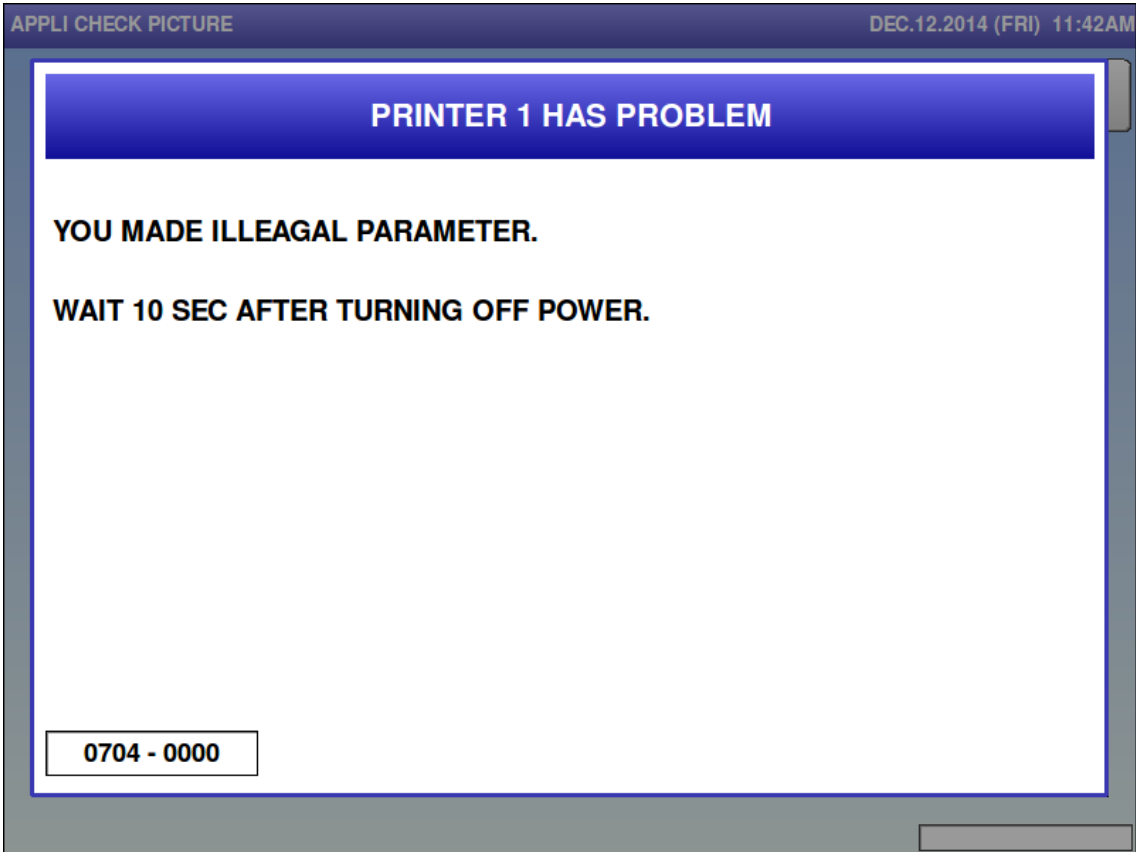 APPLI CHECK PICTURE DEC.12.2014 (FRI) 11:42AM
PRINTER 1 HAS PROBLEM
YOU MADE ILLEAGAL PARAMETER.
WAIT 10 SEC AFTER TURNING OFF POWER.
0704 - 0000